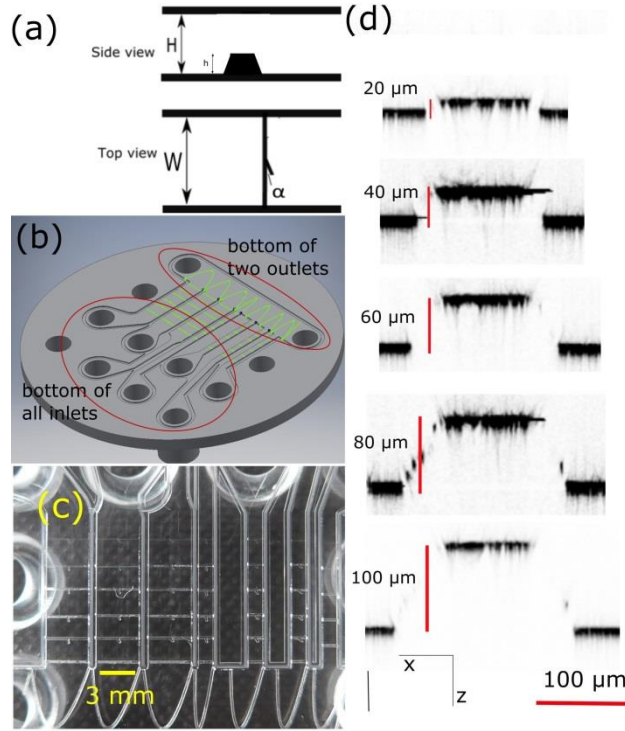 (a)
Side view
H
h
Top view
W
α
(b)
bottom of
two outlets
bottom of
all inlets
(c)
3 mm
(d)
20 μm
40 μm
60 μm
80 μm
100 μm
x
z
100 μm